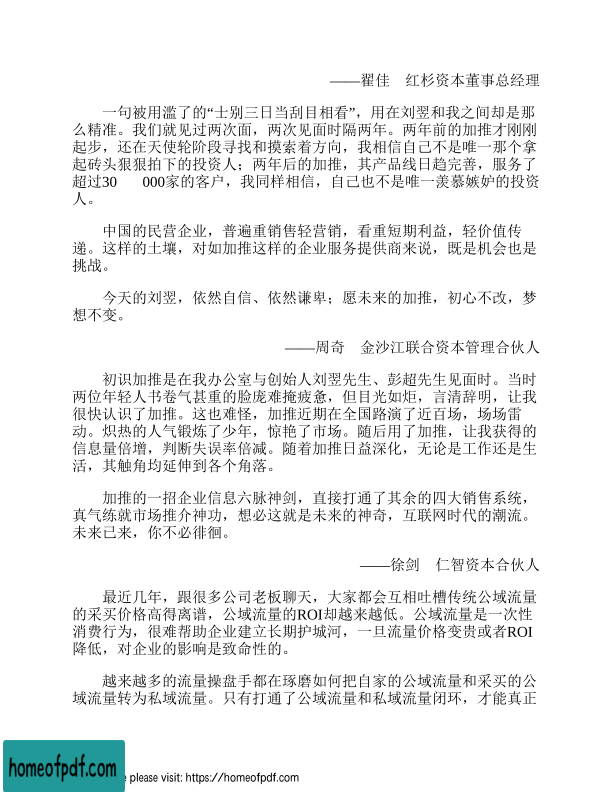 ——翟佳　红杉资本董事总经理
一句被用滥了的“士别三日当刮目相看”，用在刘翌和我之间却是那
么精准。我们就见过两次面，两次见面时隔两年。两年前的加推才刚刚
起步，还在天使轮阶段寻找和摸索着方向，我相信自己不是唯一那个拿
起砖头狠狠拍下的投资人；两年后的加推，其产品线日趋完善，服务了
超过30　000家的客户，我同样相信，自己也不是唯一羡慕嫉妒的投资
人。
中国的民营企业，普遍重销售轻营销，看重短期利益，轻价值传
递。这样的土壤，对如加推这样的企业服务提供商来说，既是机会也是
挑战。
今天的刘翌，依然自信、依然谦卑；愿未来的加推，初心不改，梦
想不变。
——周奇　金沙江联合资本管理合伙人
初识加推是在我办公室与创始人刘翌先生、彭超先生见面时。当时
两位年轻人书卷气甚重的脸庞难掩疲惫，但目光如炬，言清辞明，让我
很快认识了加推。这也难怪，加推近期在全国路演了近百场，场场雷
动。炽热的人气锻炼了少年，惊艳了市场。随后用了加推，让我获得的
信息量倍增，判断失误率倍减。随着加推日益深化，无论是工作还是生
活，其触角均延伸到各个角落。
加推的一招企业信息六脉神剑，直接打通了其余的四大销售系统，
真气练就市场推介神功，想必这就是未来的神奇，互联网时代的潮流。
未来已来，你不必徘徊。
——徐剑　仁智资本合伙人
最近几年，跟很多公司老板聊天，大家都会互相吐槽传统公域流量
的采买价格高得离谱，公域流量的ROI却越来越低。公域流量是一次性
消费行为，很难帮助企业建立长期护城河，一旦流量价格变贵或者ROI
降低，对企业的影响是致命性的。
越来越多的流量操盘手都在琢磨如何把自家的公域流量和采买的公
域流量转为私域流量。只有打通了公域流量和私域流量闭环，才能真正
homeofpdf.com
e please visit: https://homeofpdf.com